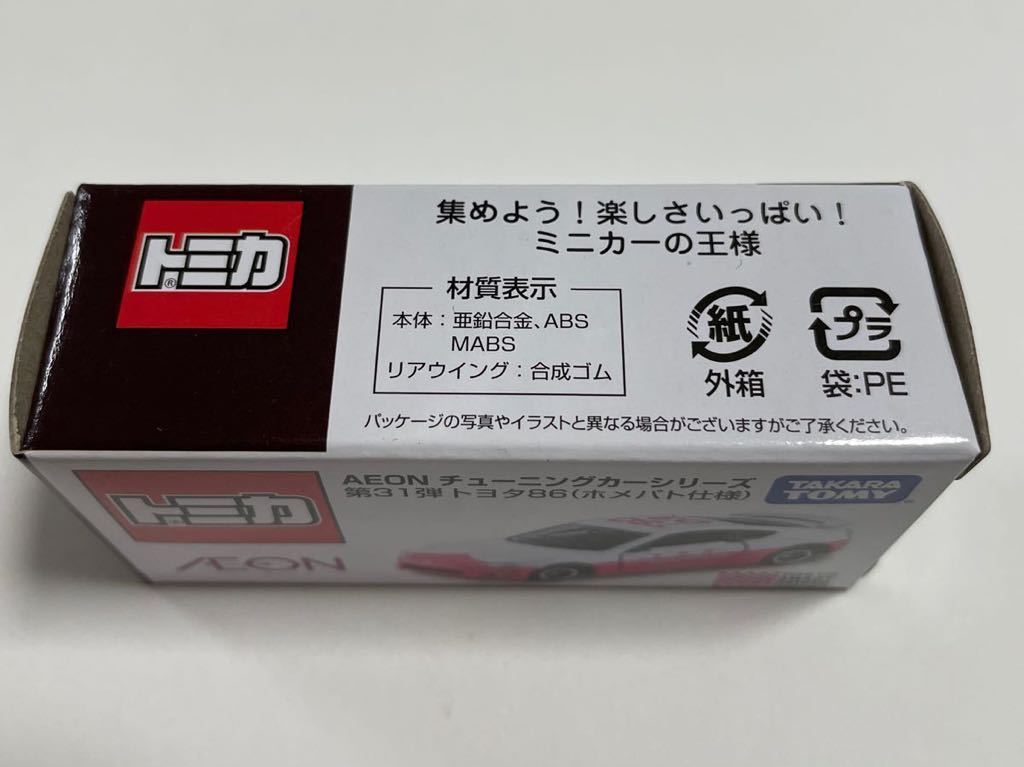 トミカ
®
集めよう！楽しさいっぱい！
ミニカーの王様
材質表示
本体：亜鉛合金、ABS
MABS
リアウイング：合成ゴム
紙
外箱
プラ
袋：PE
パッケージの写真やイラストと異なる場合がございますがご了承ください。
トミカ
®
AEON チューニングカーシリーズ
第31弾 トヨタ86（ホメパト仕様）
TAKARA
TOMY
ÆON